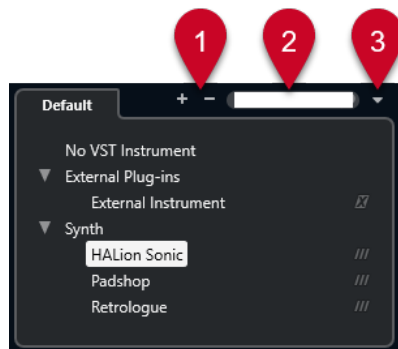 1 2 3
Default + −
No VST Instrument
External Plug-ins
External Instrument
Synth
HALion Sonic
Padshop
Retrologue